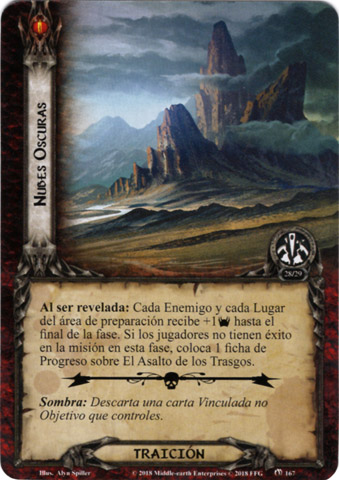 NUBES OSCURAS
28/29
Al ser revelada: Cada Enemigo y cada Lugar
del área de preparación recibe +1 hasta el
final de la fase. Si los jugadores no tienen éxito
en la misión en esta fase, coloca 1 ficha de
Progreso sobre El Asalto de los Trasgos.
Sombra: Descarta una carta Vinculada no
Objetivo que controles.
TRAICIÓN
Illus. Alyn Spiller
© 2018 Middle-earth Enterprises © 2018 FFG
167